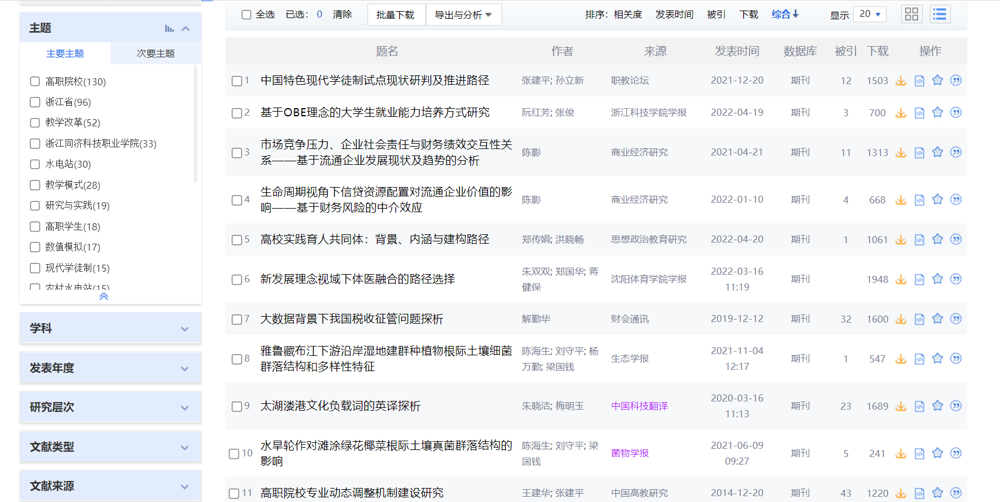 主题
主要主题 次要主题
高职院校(130)
浙江省(96)
教学改革(52)
浙江同济科技职业学院(33)
水电站(30)
教学模式(28)
研究与实践(19)
高职学生(18)
数值模拟(17)
现代学徒制(15)
农村水电站(15)
学科
发表年度
研究层次
文献类型
文献来源
全选 已选： 0 清除 批量下载 导出与分析 排序： 相关度 发表时间 被引 下载 综合 显示 20
题名 作者 来源 发表时间 数据库 被引 下载 操作
1 中国特色现代学徒制试点现状研判及推进路径 张建平; 孙立新 职教论坛 2021-12-20 期刊 12 1503
2 基于OBE理念的大学生就业能力培养方式研究 阮红芳; 张俊 浙江科技学院学报 2022-04-19 期刊 3 700
3 市场竞争压力、企业社会责任与财务绩效交互性关
系——基于流通企业发展现状及趋势的分析 陈影 商业经济研究 2021-04-21 期刊 11 1313
4 生命周期视角下信贷资源配置对流通企业价值的影
响——基于财务风险的中介效应 陈影 商业经济研究 2022-01-10 期刊 4 668
5 高校实践育人共同体：背景、内涵与建构路径 郑传娟; 洪晓畅 思想政治教育研究 2022-04-20 期刊 1 1061
6 新发展理念视域下体医融合的路径选择 朱双双; 郑国华; 蒋
健保 沈阳体育学院学报 2022-03-16
11:19 期刊 1948
7 大数据背景下我国税收征管问题探析 解勤华 财会通讯 2019-12-12 期刊 32 1600
8 雅鲁藏布江下游沿岸湿地建群种植物根际土壤细菌
群落结构和多样性特征 陈海生; 刘守平; 杨
万勤; 梁国钱 生态学报 2021-11-04
12:17 期刊 1 547
9 太湖溇港文化负载词的英译探析 朱晓洁; 梅明玉 中国科技翻译 2020-03-16
11:13 期刊 23 1689
10 水旱轮作对滩涂绿花椰菜根际土壤真菌群落结构的
影响 陈海生; 刘守平; 梁
国钱 菌物学报 2021-06-09
09:27 期刊 5 241
11 高职院校专业动态调整机制建设研究 王建华; 张建平 中国高教研究 2014-12-20 期刊 43 1220